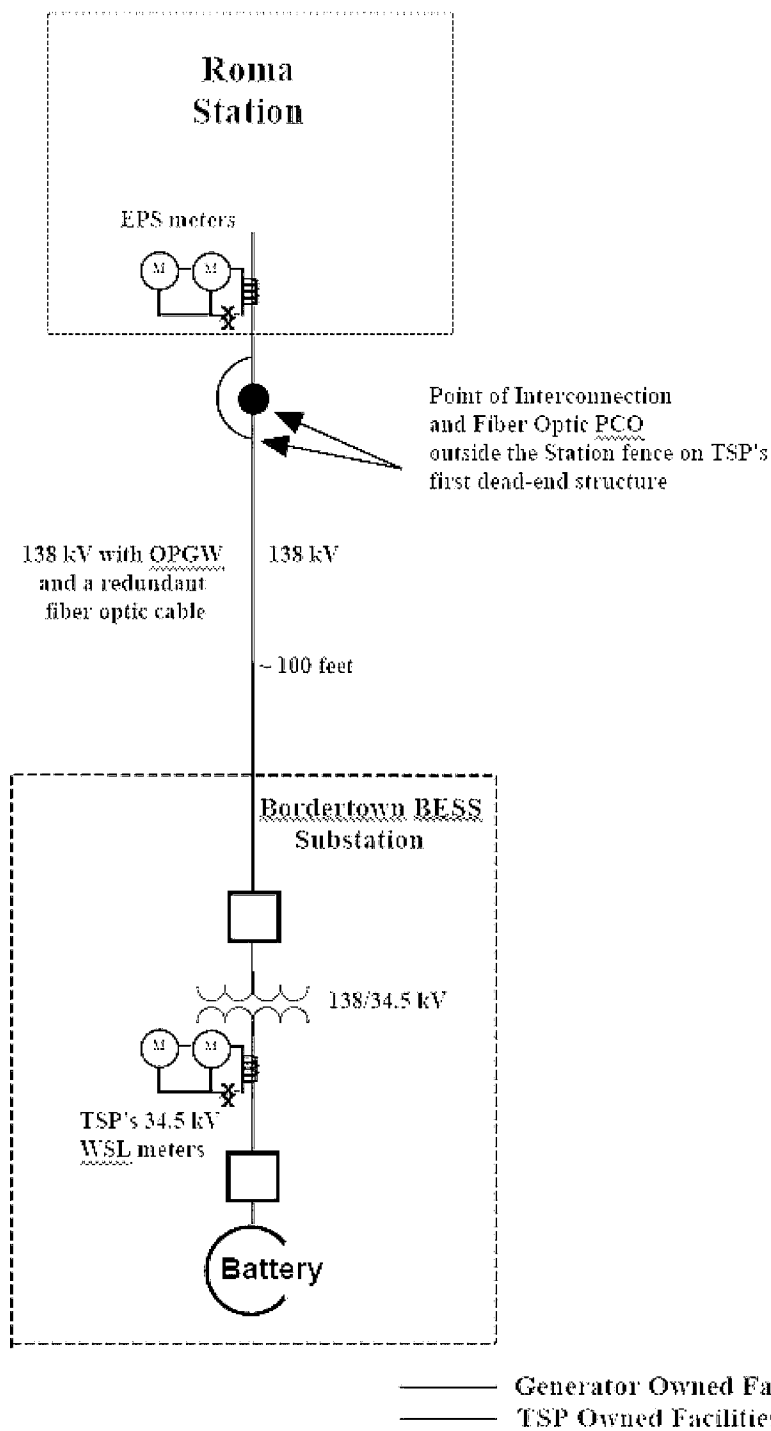 Roma
Station
EPS meters
M M
Point of Interconnection
and Fiber Optic PCO
outside the Station fence on TSP's
first dead-end structure
138 kV with OPGW
and a redundant
fiber optic cable
138 kV
~ 100 feet
Bordertown BESS
Substation
138/34.5 kV
M M
TSP's 34.5 kV
WSL meters
Battery
Generator Owned Fa
TSP Owned Facilitie